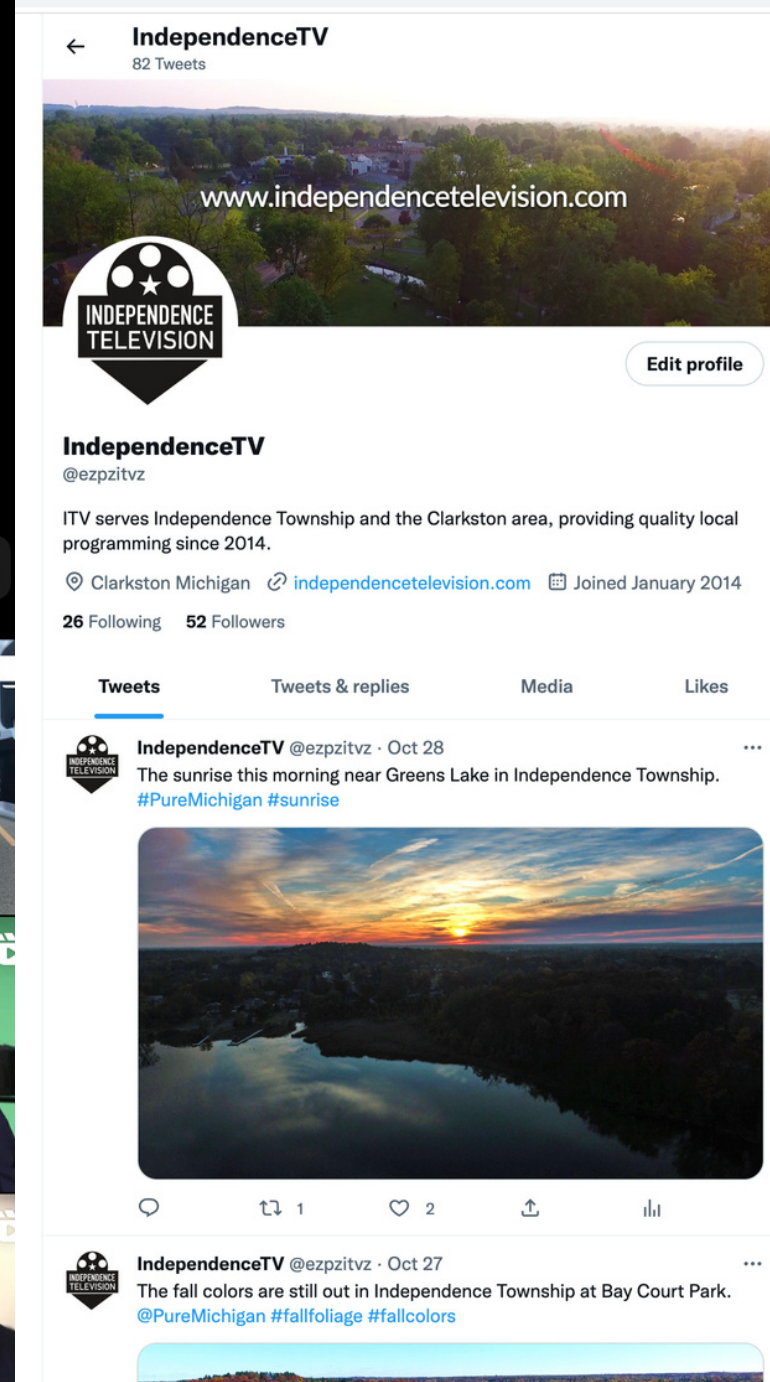 IndependenceTV
82 Tweets
www.independencetelevision.com
INDEPENDENCE
TELEVISION
Edit profile
IndependenceTV
@ezpzitvz
ITV serves Independence Township and the Clarkston area, providing quality local
programming since 2014.
Clarkston Michigan independencetelevision.com Joined January 2014
26 Following 52 Followers
Tweets Tweets & replies Media Likes
INDEPENDENCE
TELEVISION
IndependenceTV @ezpzitvz · Oct 28
The sunrise this morning near Greens Lake in Independence Township.
#PureMichigan #sunrise
1 2
INDEPENDENCE
TELEVISION
IndependenceTV @ezpzitvz · Oct 27
The fall colors are still out in Independence Township at Bay Court Park.
@PureMichigan #fallfoliage #fallcolors